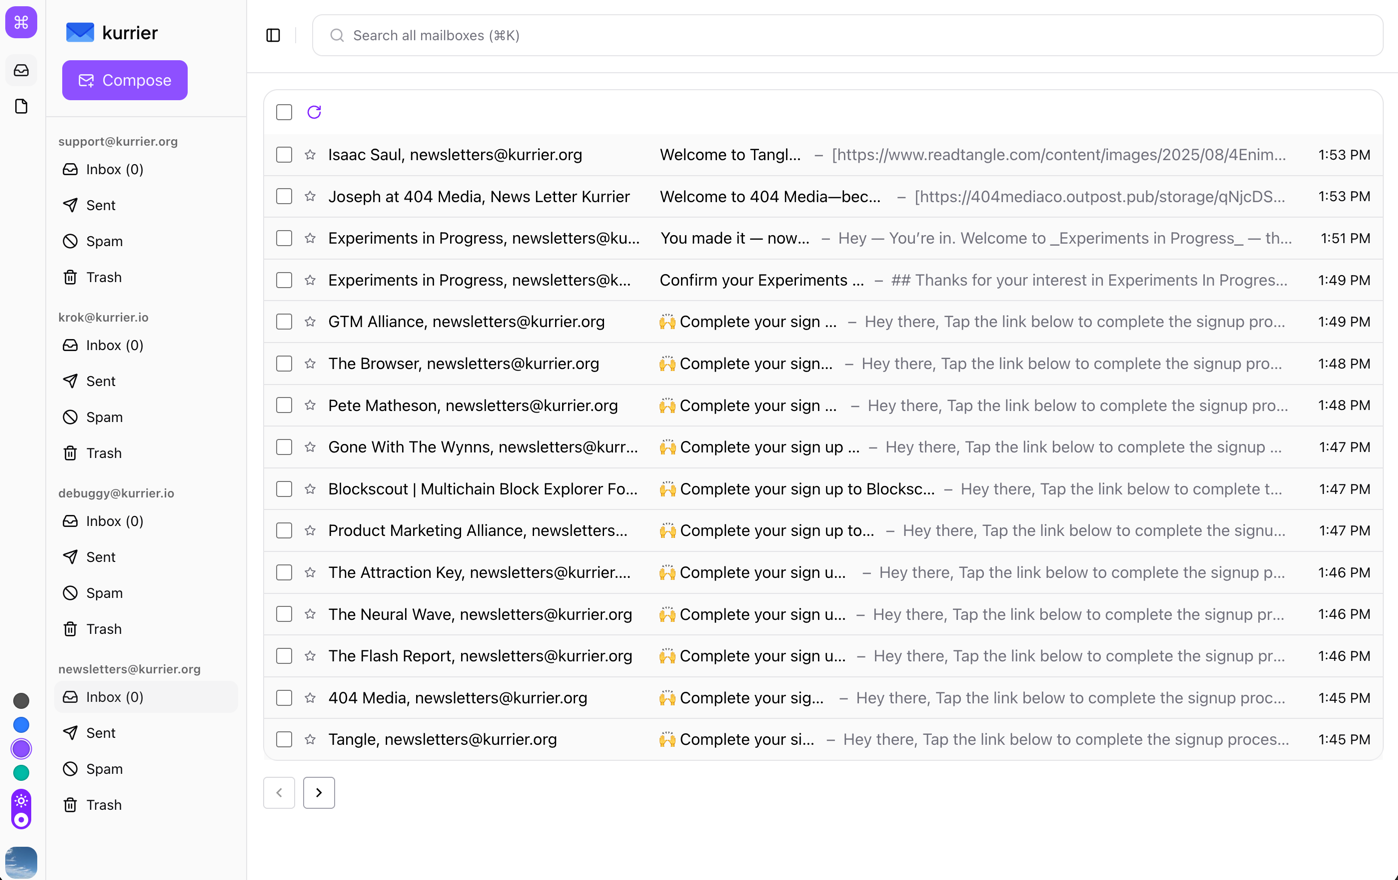 kurrier
Search all mailboxes (⌘K)
Compose
support@kurrier.org
Inbox (0)
Sent
Spam
Trash
krok@kurrier.io
Inbox (0)
Sent
Spam
Trash
debuggy@kurrier.io
Inbox (0)
Sent
Spam
Trash
newsletters@kurrier.org
Inbox (0)
Sent
Spam
Trash
Isaac Saul, newsletters@kurrier.org Welcome to Tangl... – [https://www.readtangle.com/content/images/2025/08/4Enim... 1:53 PM
Joseph at 404 Media, News Letter Kurrier Welcome to 404 Media—bec... – [https://404mediaco.outpost.pub/storage/qNjcDS... 1:53 PM
Experiments in Progress, newsletters@ku... You made it — now... – Hey — You’re in. Welcome to _Experiments in Progress_ — th... 1:51 PM
Experiments in Progress, newsletters@k... Confirm your Experiments ... – ## Thanks for your interest in Experiments In Progres... 1:49 PM
GTM Alliance, newsletters@kurrier.org 🙌 Complete your sign ... – Hey there, Tap the link below to complete the signup pro... 1:49 PM
The Browser, newsletters@kurrier.org 🙌 Complete your sign... – Hey there, Tap the link below to complete the signup pro... 1:48 PM
Pete Matheson, newsletters@kurrier.org 🙌 Complete your sign ... – Hey there, Tap the link below to complete the signup pro... 1:48 PM
Gone With The Wynns, newsletters@kurr... 🙌 Complete your sign up ... – Hey there, Tap the link below to complete the signup ... 1:47 PM
Blockscout | Multichain Block Explorer Fo... 🙌 Complete your sign up to Blocksc... – Hey there, Tap the link below to complete t... 1:47 PM
Product Marketing Alliance, newsletters... 🙌 Complete your sign up to... – Hey there, Tap the link below to complete the signu... 1:47 PM
The Attraction Key, newsletters@kurrier.... 🙌 Complete your sign u... – Hey there, Tap the link below to complete the signup p... 1:46 PM
The Neural Wave, newsletters@kurrier.org 🙌 Complete your sign u... – Hey there, Tap the link below to complete the signup pr... 1:46 PM
The Flash Report, newsletters@kurrier.org 🙌 Complete your sign u... – Hey there, Tap the link below to complete the signup pr... 1:46 PM
404 Media, newsletters@kurrier.org 🙌 Complete your sig... – Hey there, Tap the link below to complete the signup proc... 1:45 PM
Tangle, newsletters@kurrier.org 🙌 Complete your si... – Hey there, Tap the link below to complete the signup proces... 1:45 PM